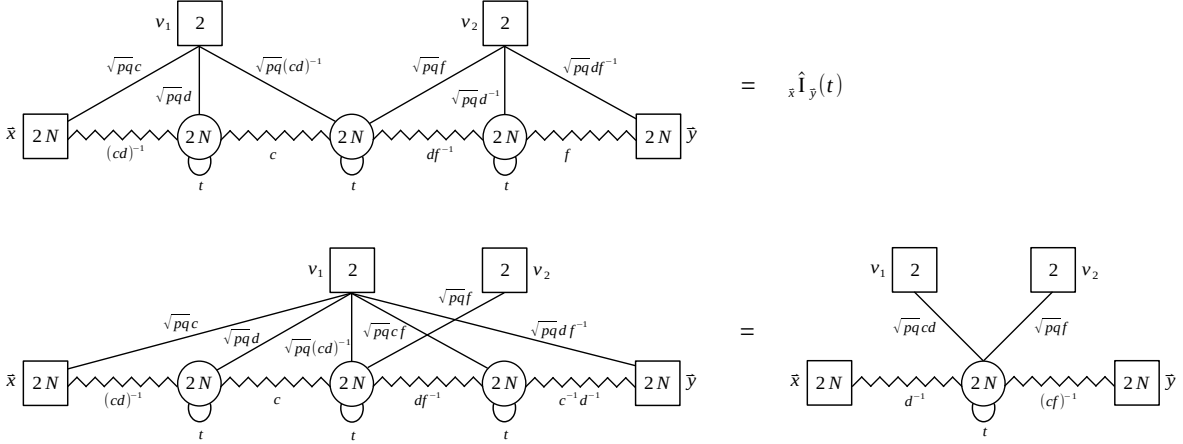 v₁ 2 v₂ 2
√pq c √pq (cd)⁻¹ √pq f √pq df⁻¹
√pq d √pq d⁻¹
= x⃗ Î y⃗ (t)
x⃗ 2N 2N 2N 2N 2N y⃗
(cd)⁻¹ c df⁻¹ f
t t t
v₁ 2 2 v₂ v₁ 2 2 v₂
√pq f
√pq c √pq d √pq (cd)⁻¹ √pq c f √pq d f⁻¹ = √pq cd √pq f
x⃗ 2N 2N 2N 2N 2N y⃗ x⃗ 2N 2N 2N y⃗
(cd)⁻¹ c df⁻¹ c⁻¹d⁻¹ d⁻¹ (cf)⁻¹
t t t t